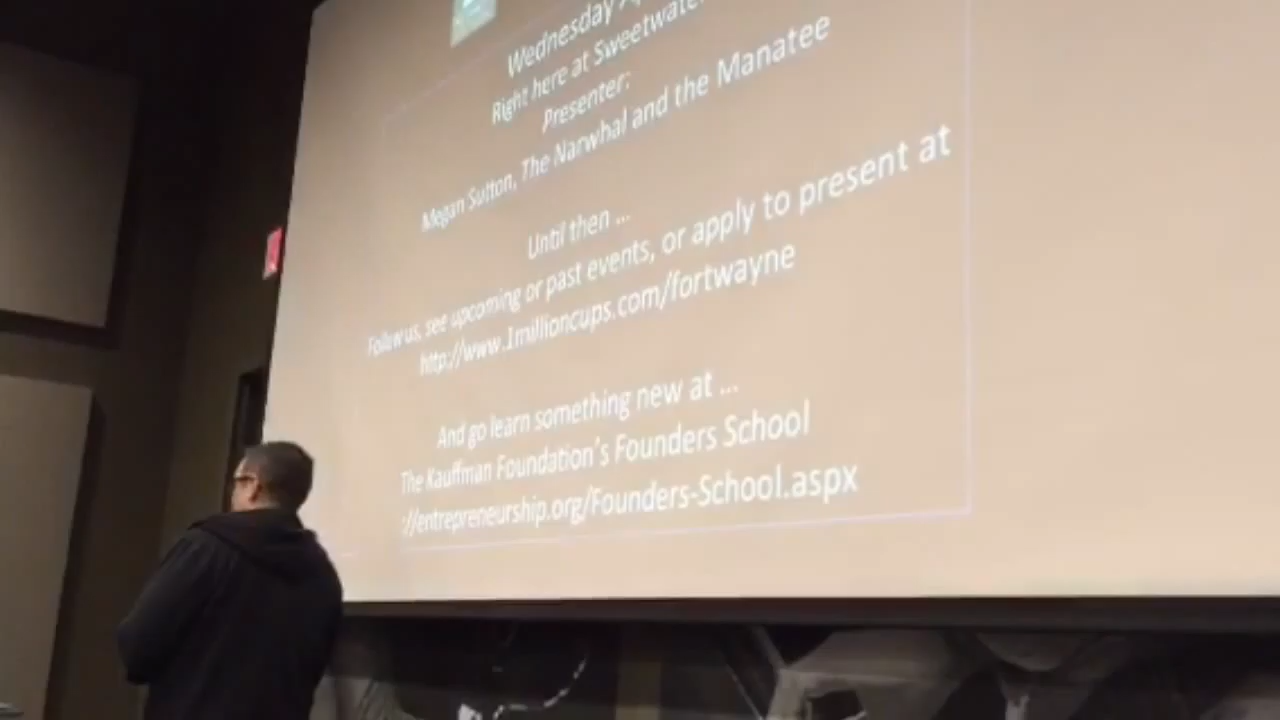 Wednesday
Right here at Sweetwater
Presenter:
Megan Sutton, The Narwhal and the Manatee
Until then ...
Follow us, see upcoming or past events, or apply to present at
http://www.1millioncups.com/fortwayne
And go learn something new at ...
The Kauffman Foundation's Founders School
://entrepreneurship.org/Founders-School.aspx